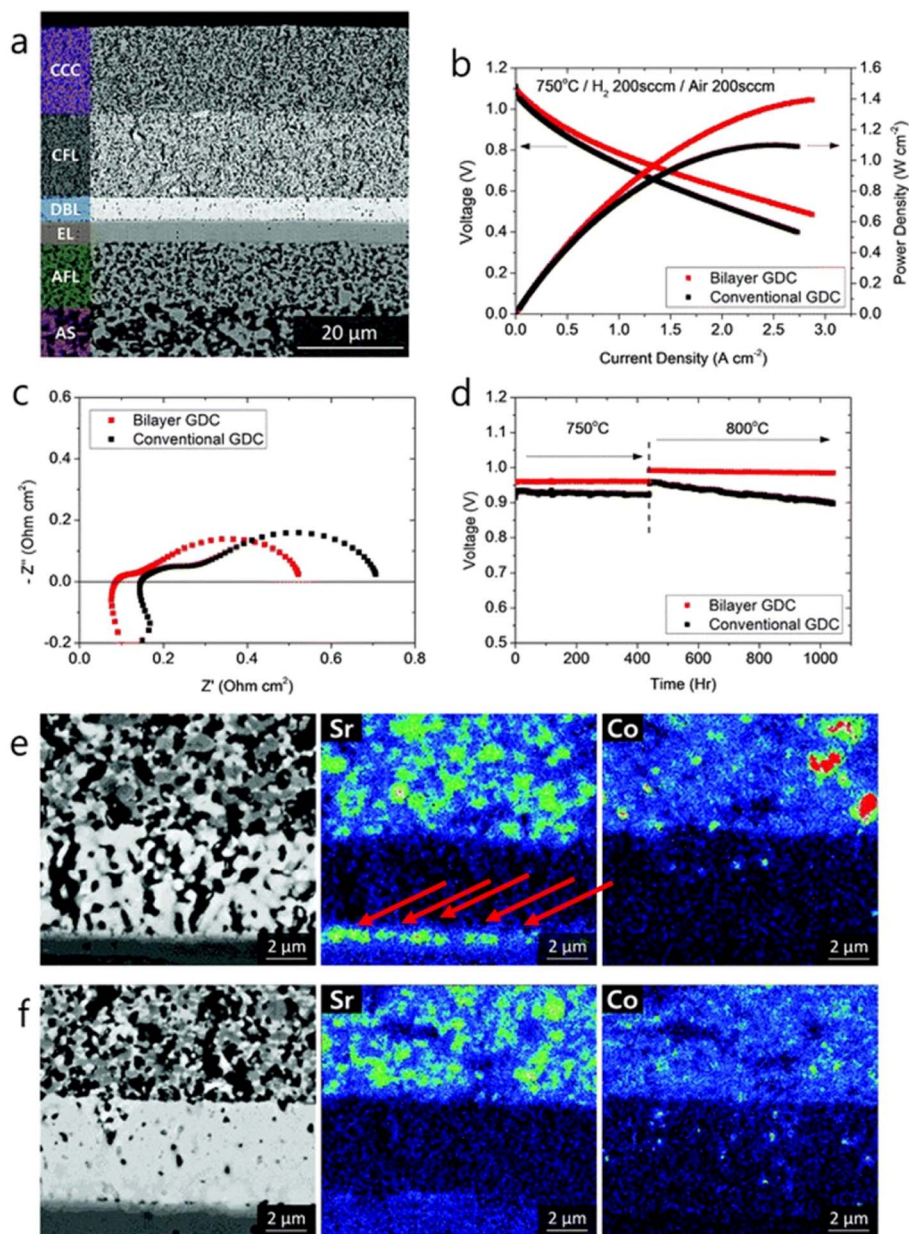 a
CCC
CFL
DBL
EL
AFL
AS
20 μm
b
750°C / H2 200sccm / Air 200sccm
Voltage (V)
1.2
1.0
0.8
0.6
0.4
0.2
0.0
1.6
1.4
1.2
1.0
0.8
0.6
0.4
0.2
0.0
Power Density (W cm-2)
Bilayer GDC
Conventional GDC
0.0 0.5 1.0 1.5 2.0 2.5 3.0
Current Density (A cm-2)
c
Bilayer GDC
Conventional GDC
- Z'' (Ohm cm2)
0.6
0.4
0.2
0.0
-0.2
0.0 0.2 0.4 0.6 0.8
Z' (Ohm cm2)
d
750°C
800°C
Voltage (V)
1.2
1.1
1.0
0.9
0.8
0.7
0.6
0.5
Bilayer GDC
Conventional GDC
0 200 400 600 800 1000
Time (Hr)
e
2 μm
Sr
2 μm
Co
2 μm
f
2 μm
Sr
2 μm
Co
2 μm